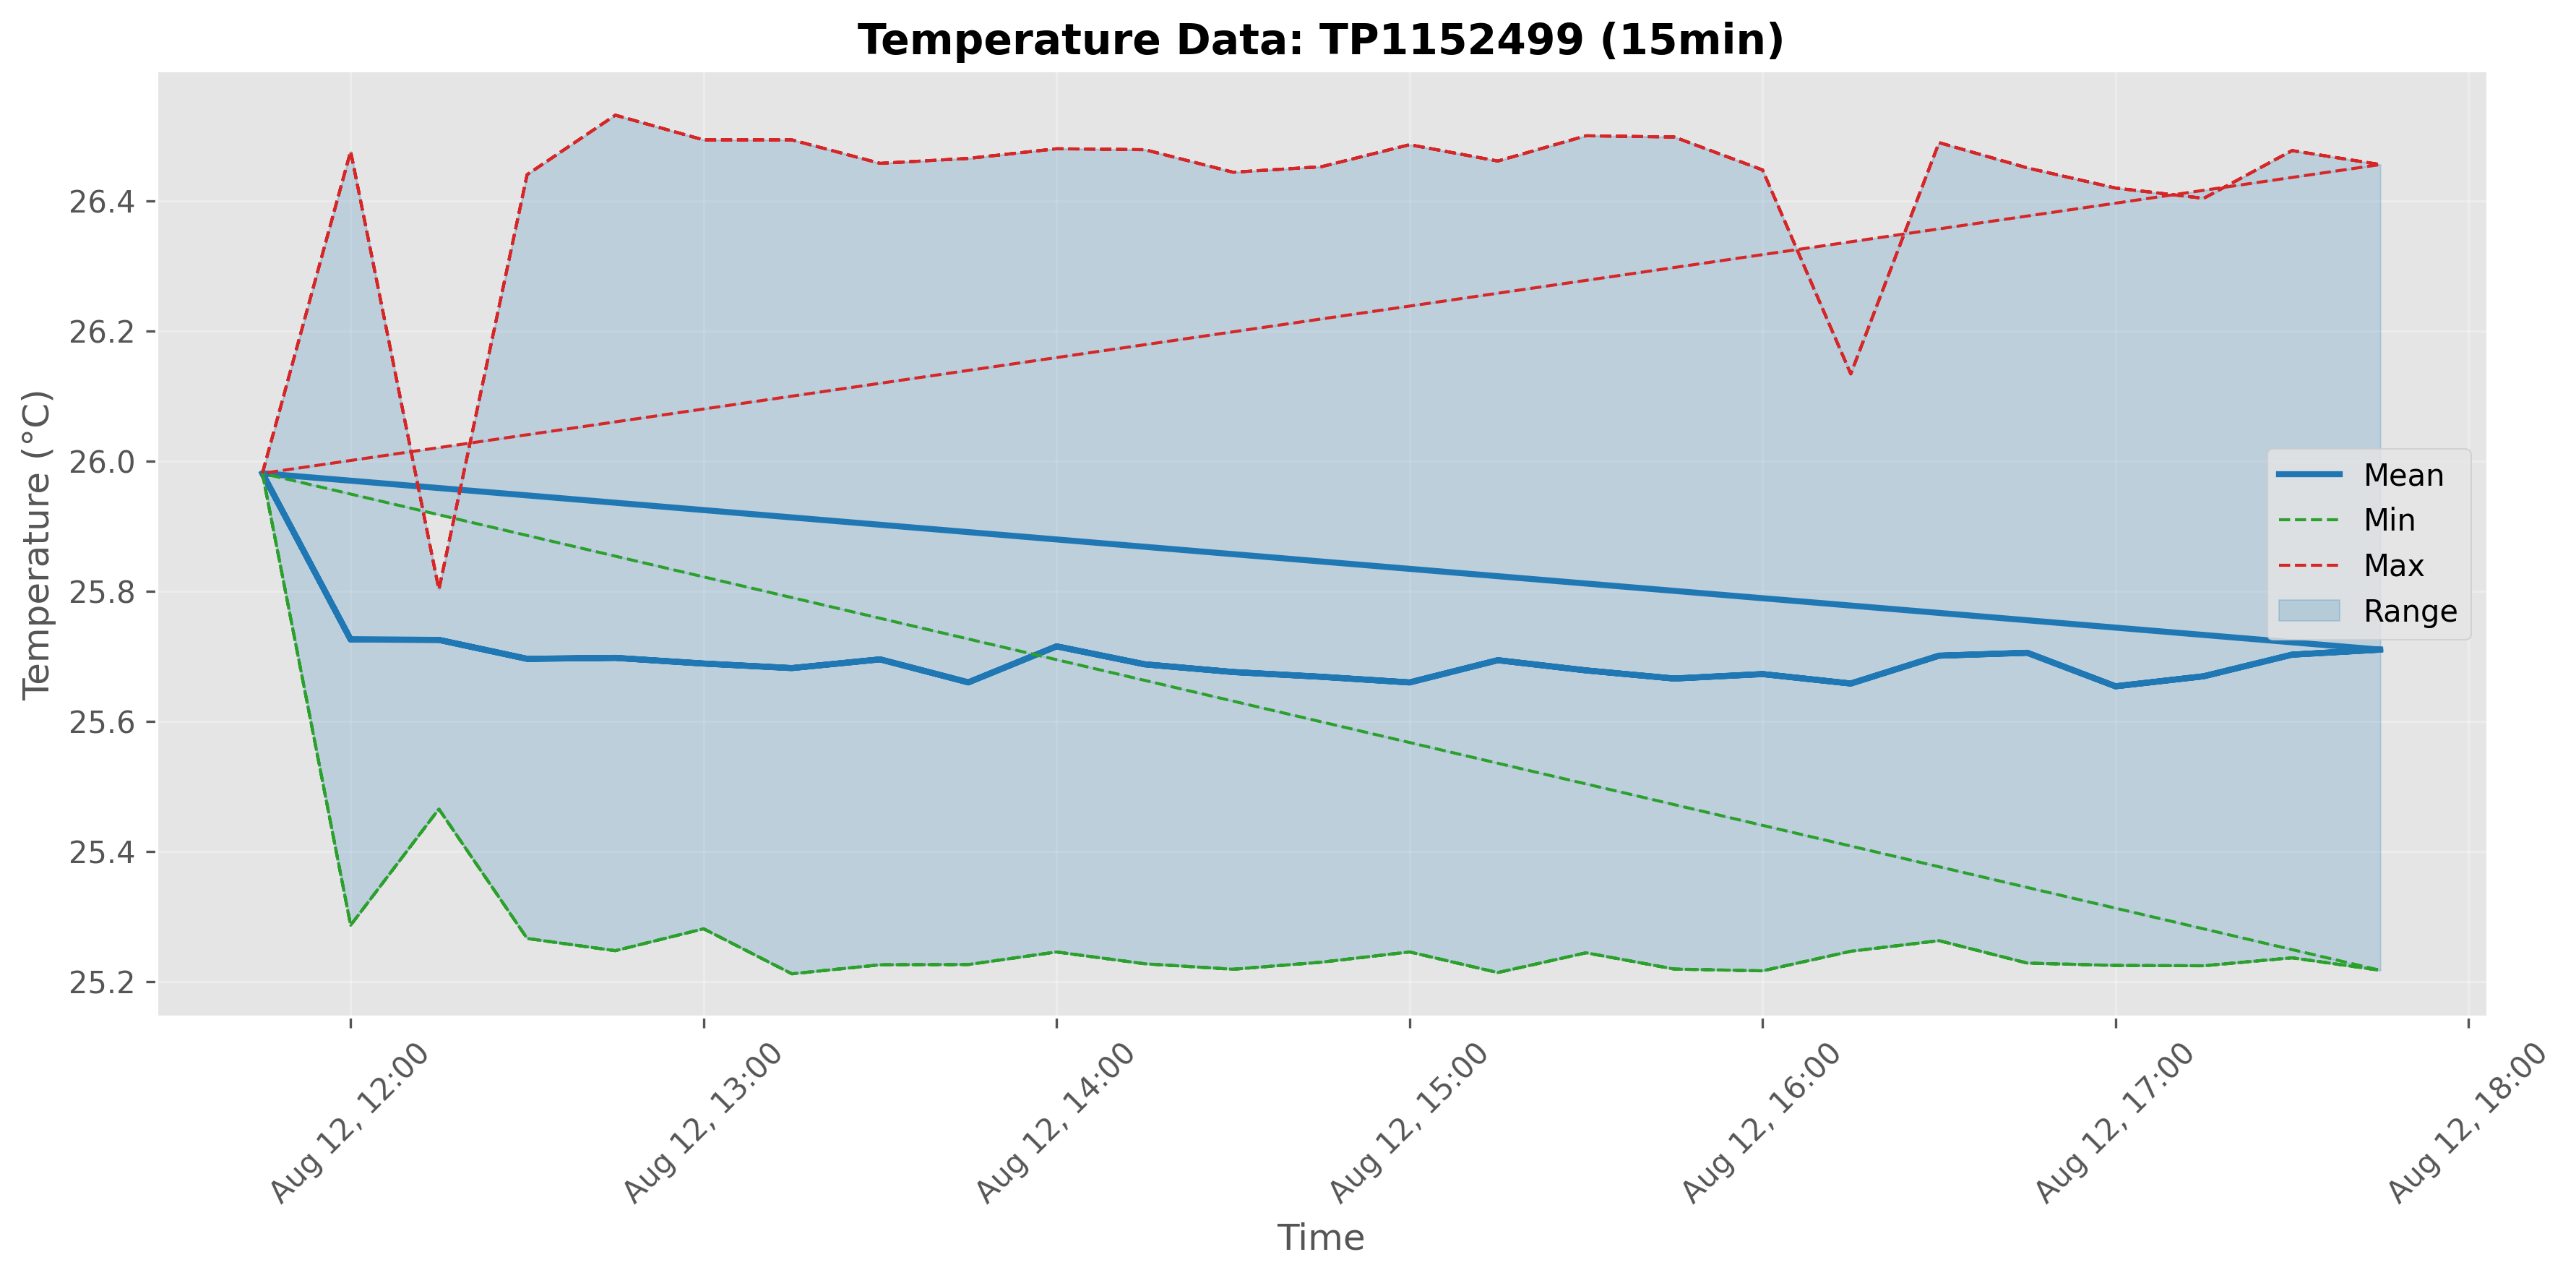 Temperature Data: TP1152499 (15min)
Temperature (°C)
26.4
26.2
26.0
25.8
25.6
25.4
25.2
Mean
Min
Max
Range
Aug 12, 12:00
Aug 12, 13:00
Aug 12, 14:00
Aug 12, 15:00
Aug 12, 16:00
Aug 12, 17:00
Aug 12, 18:00
Time